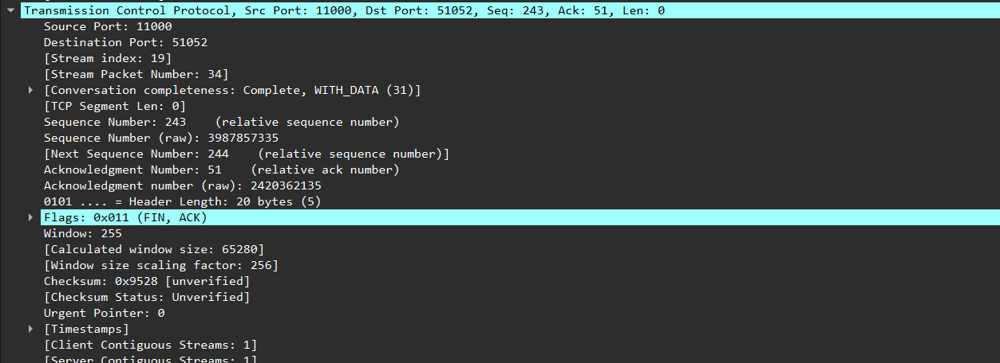 Transmission Control Protocol, Src Port: 11000, Dst Port: 51052, Seq: 243, Ack: 51, Len: 0
Source Port: 11000
Destination Port: 51052
[Stream index: 19]
[Stream Packet Number: 34]
[Conversation completeness: Complete, WITH_DATA (31)]
[TCP Segment Len: 0]
Sequence Number: 243    (relative sequence number)
Sequence Number (raw): 3987857335
[Next Sequence Number: 244    (relative sequence number)]
Acknowledgment Number: 51    (relative ack number)
Acknowledgment number (raw): 2420362135
0101 .... = Header Length: 20 bytes (5)
Flags: 0x011 (FIN, ACK)
Window: 255
[Calculated window size: 65280]
[Window size scaling factor: 256]
Checksum: 0x9528 [unverified]
[Checksum Status: Unverified]
Urgent Pointer: 0
[Timestamps]
[Client Contiguous Streams: 1]
[Server Contiguous Streams: 1]